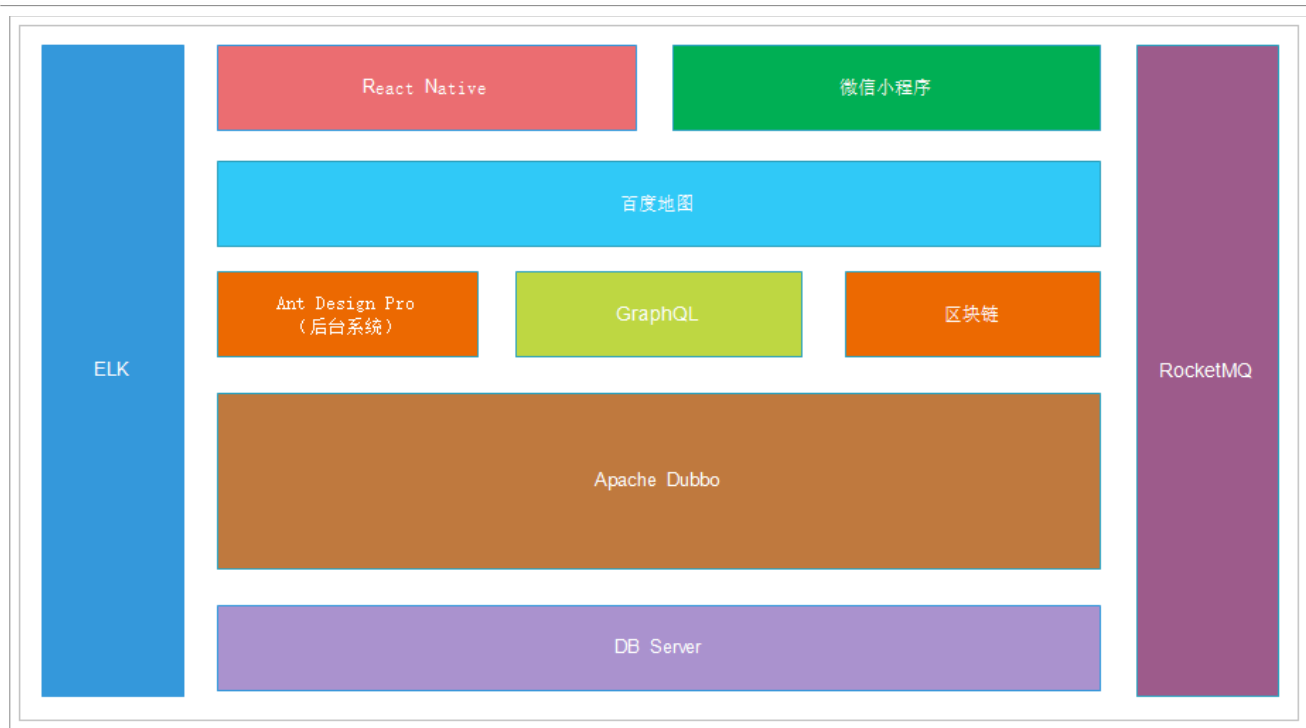 React Native
微信小程序
百度地图
Ant Design Pro
（后台系统）
GraphQL
区块链
ELK
RocketMQ
Apache Dubbo
DB Server